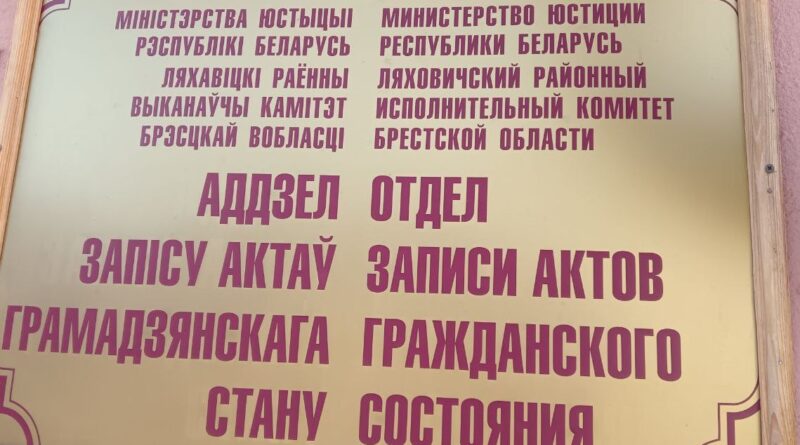 МІНІСТЭРСТВА ЮСТЫЦЫІ
РЭСПУБЛІКІ БЕЛАРУСЬ
ЛЯХАВІЦКІ РАЁННЫ
ВЫКАНАЎЧЫ КАМІТЭТ
БРЭСЦКАЙ ВОБЛАСЦІ
АДДЗЕЛ
ЗАПІСУ АКТАЎ
ГРАМАДЗЯНСКАГА
СТАНУ
МИНИСТЕРСТВО ЮСТИЦИИ
РЕСПУБЛИКИ БЕЛАРУСЬ
ЛЯХОВИЧСКИЙ РАЙОННЫЙ
ИСПОЛНИТЕЛЬНЫЙ КОМИТЕТ
БРЕСТСКОЙ ОБЛАСТИ
ОТДЕЛ
ЗАПИСИ АКТОВ
ГРАЖДАНСКОГО
СОСТОЯНИЯ